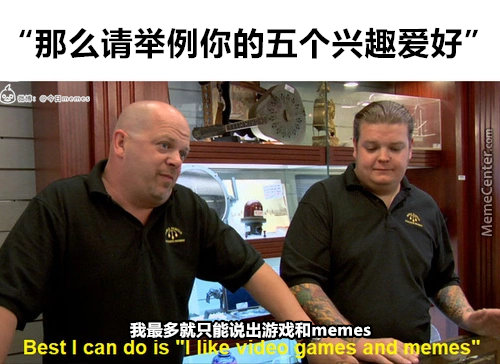 “那么请举例你的五个兴趣爱好”
微博：@今日memes
MemeCenter.com
我最多就只能说出游戏和memes
Best I can do is "I like video games and memes"